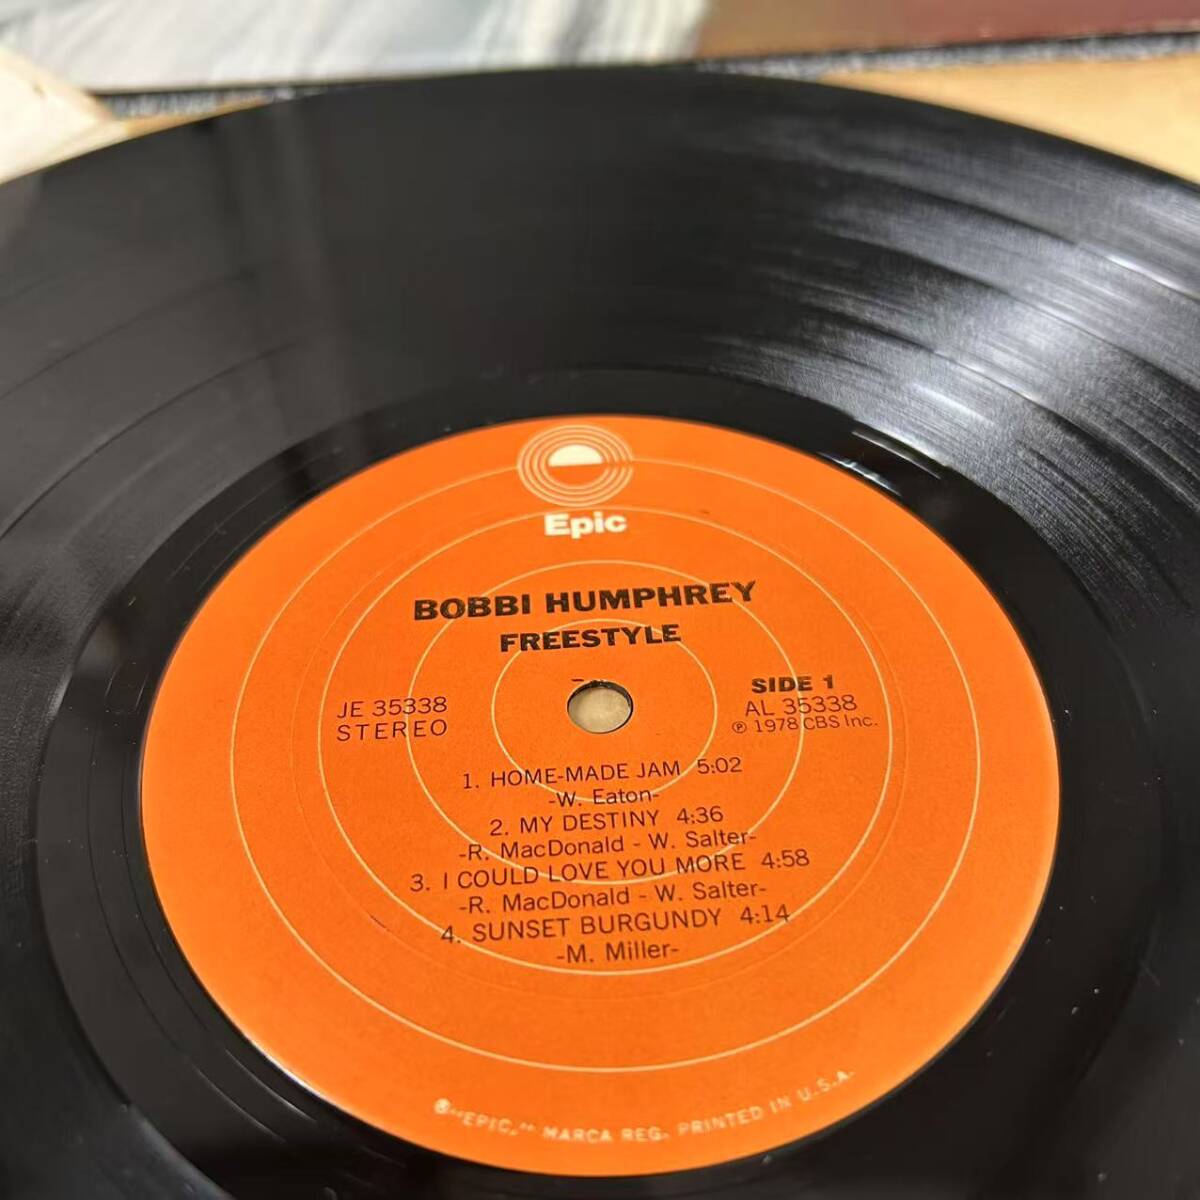 Epic
BOBBI HUMPHREY
FREESTYLE
JE 35338
STEREO
SIDE 1
AL 35338
℗ 1978 CBS Inc.
1. HOME-MADE JAM 5:02
-W. Eaton-
2. MY DESTINY 4:36
-R. MacDonald - W. Salter-
3. I COULD LOVE YOU MORE 4:58
-R. MacDonald - W. Salter-
4. SUNSET BURGUNDY 4:14
-M. Miller-
®"EPIC," MARCA REG. PRINTED IN U.S.A.